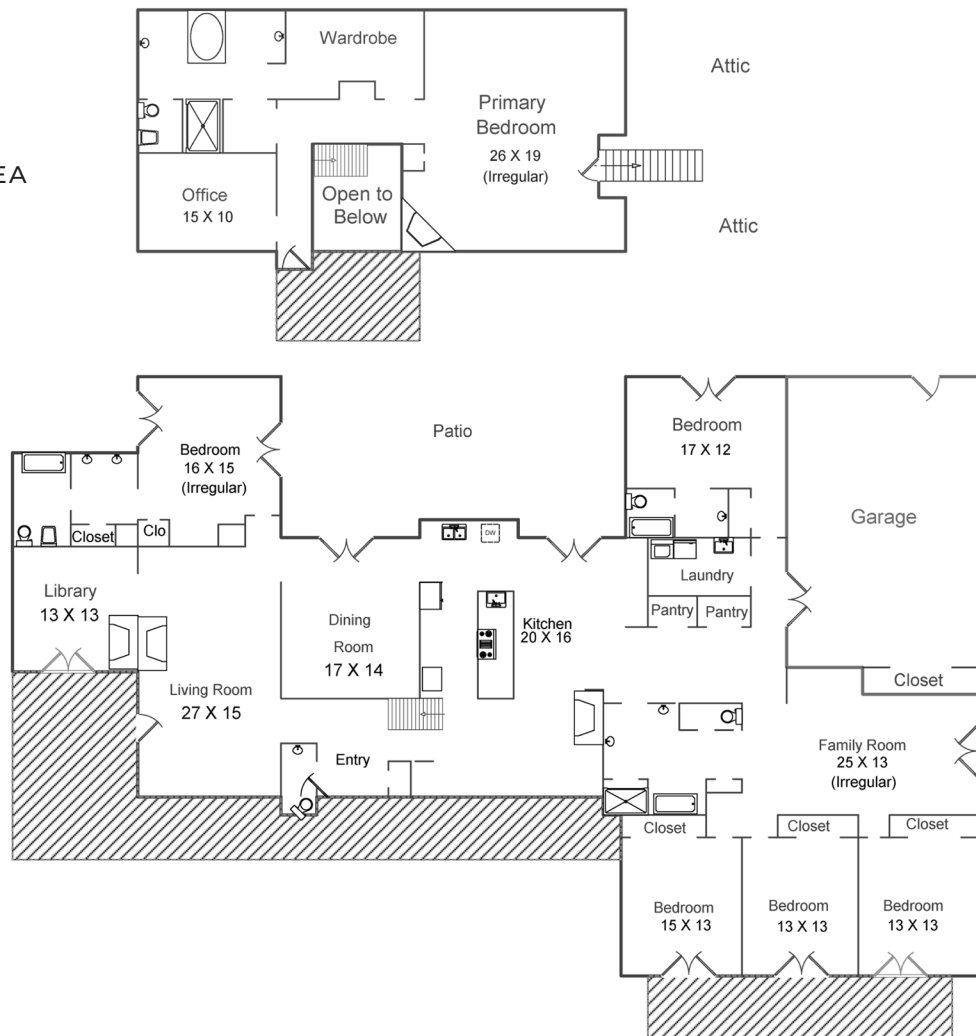 EA
Wardrobe
Attic
Primary
Bedroom
26 X 19
(Irregular)
Office
15 X 10
Open to
Below
Attic
Patio
Bedroom
16 X 15
(Irregular)
Bedroom
17 X 12
Garage
Closet
Clo
DW
Library
13 X 13
Laundry
Pantry
Pantry
Dining
Room
17 X 14
Kitchen
20 X 16
Living Room
27 X 15
Closet
Entry
Family Room
25 X 13
(Irregular)
Closet
Closet
Closet
Bedroom
15 X 13
Bedroom
13 X 13
Bedroom
13 X 13